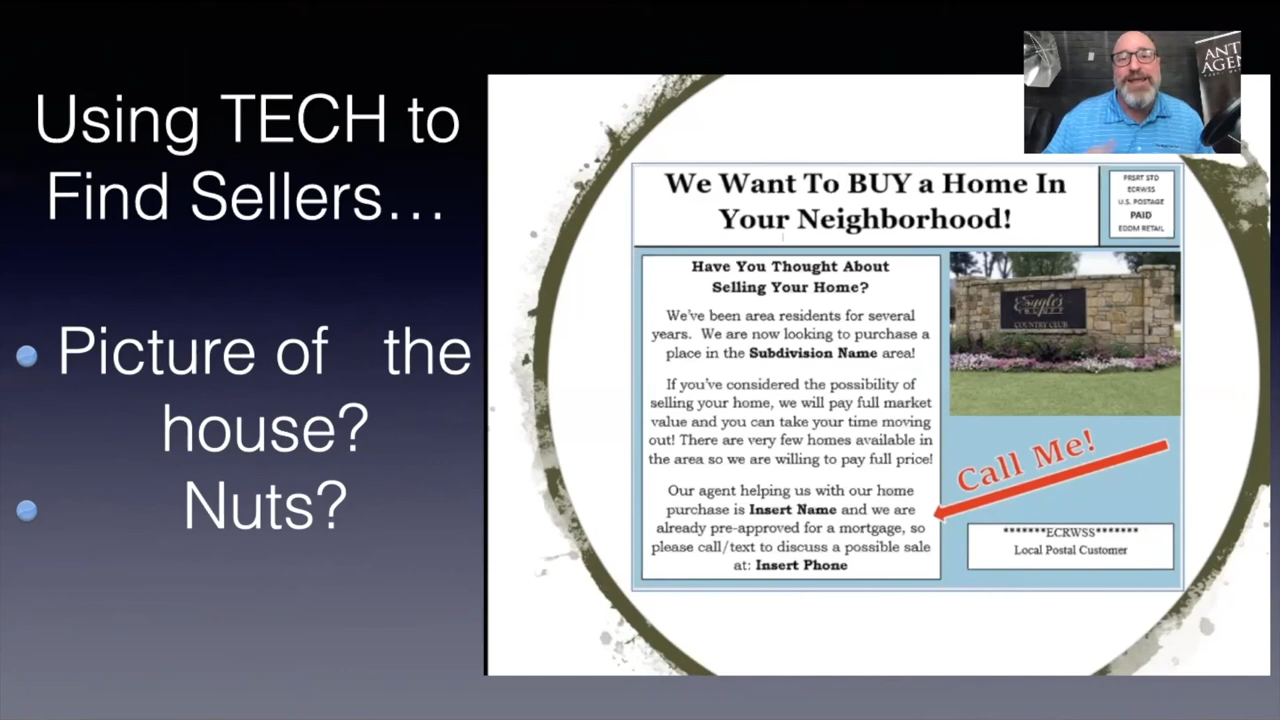 Using TECH to
Find Sellers...
Picture of the
house?
Nuts?
ANT
AGEN
We Want To BUY a Home In
Your Neighborhood!
FRSRT STD
ECRWSS
U.S. POSTAGE
PAID
EDDM RETAIL
Have You Thought About
Selling Your Home?
We've been area residents for several
years. We are now looking to purchase a
place in the Subdivision Name area!
If you've considered the possibility of
selling your home, we will pay full market
value and you can take your time moving
out! There are very few homes available in
the area so we are willing to pay full price!
Our agent helping us with our home
purchase is Insert Name and we are
already pre-approved for a mortgage, so
please call/text to discuss a possible sale
at: Insert Phone
COUNTRY CLUB
Call Me!
*******ECRWSS*******
Local Postal Customer